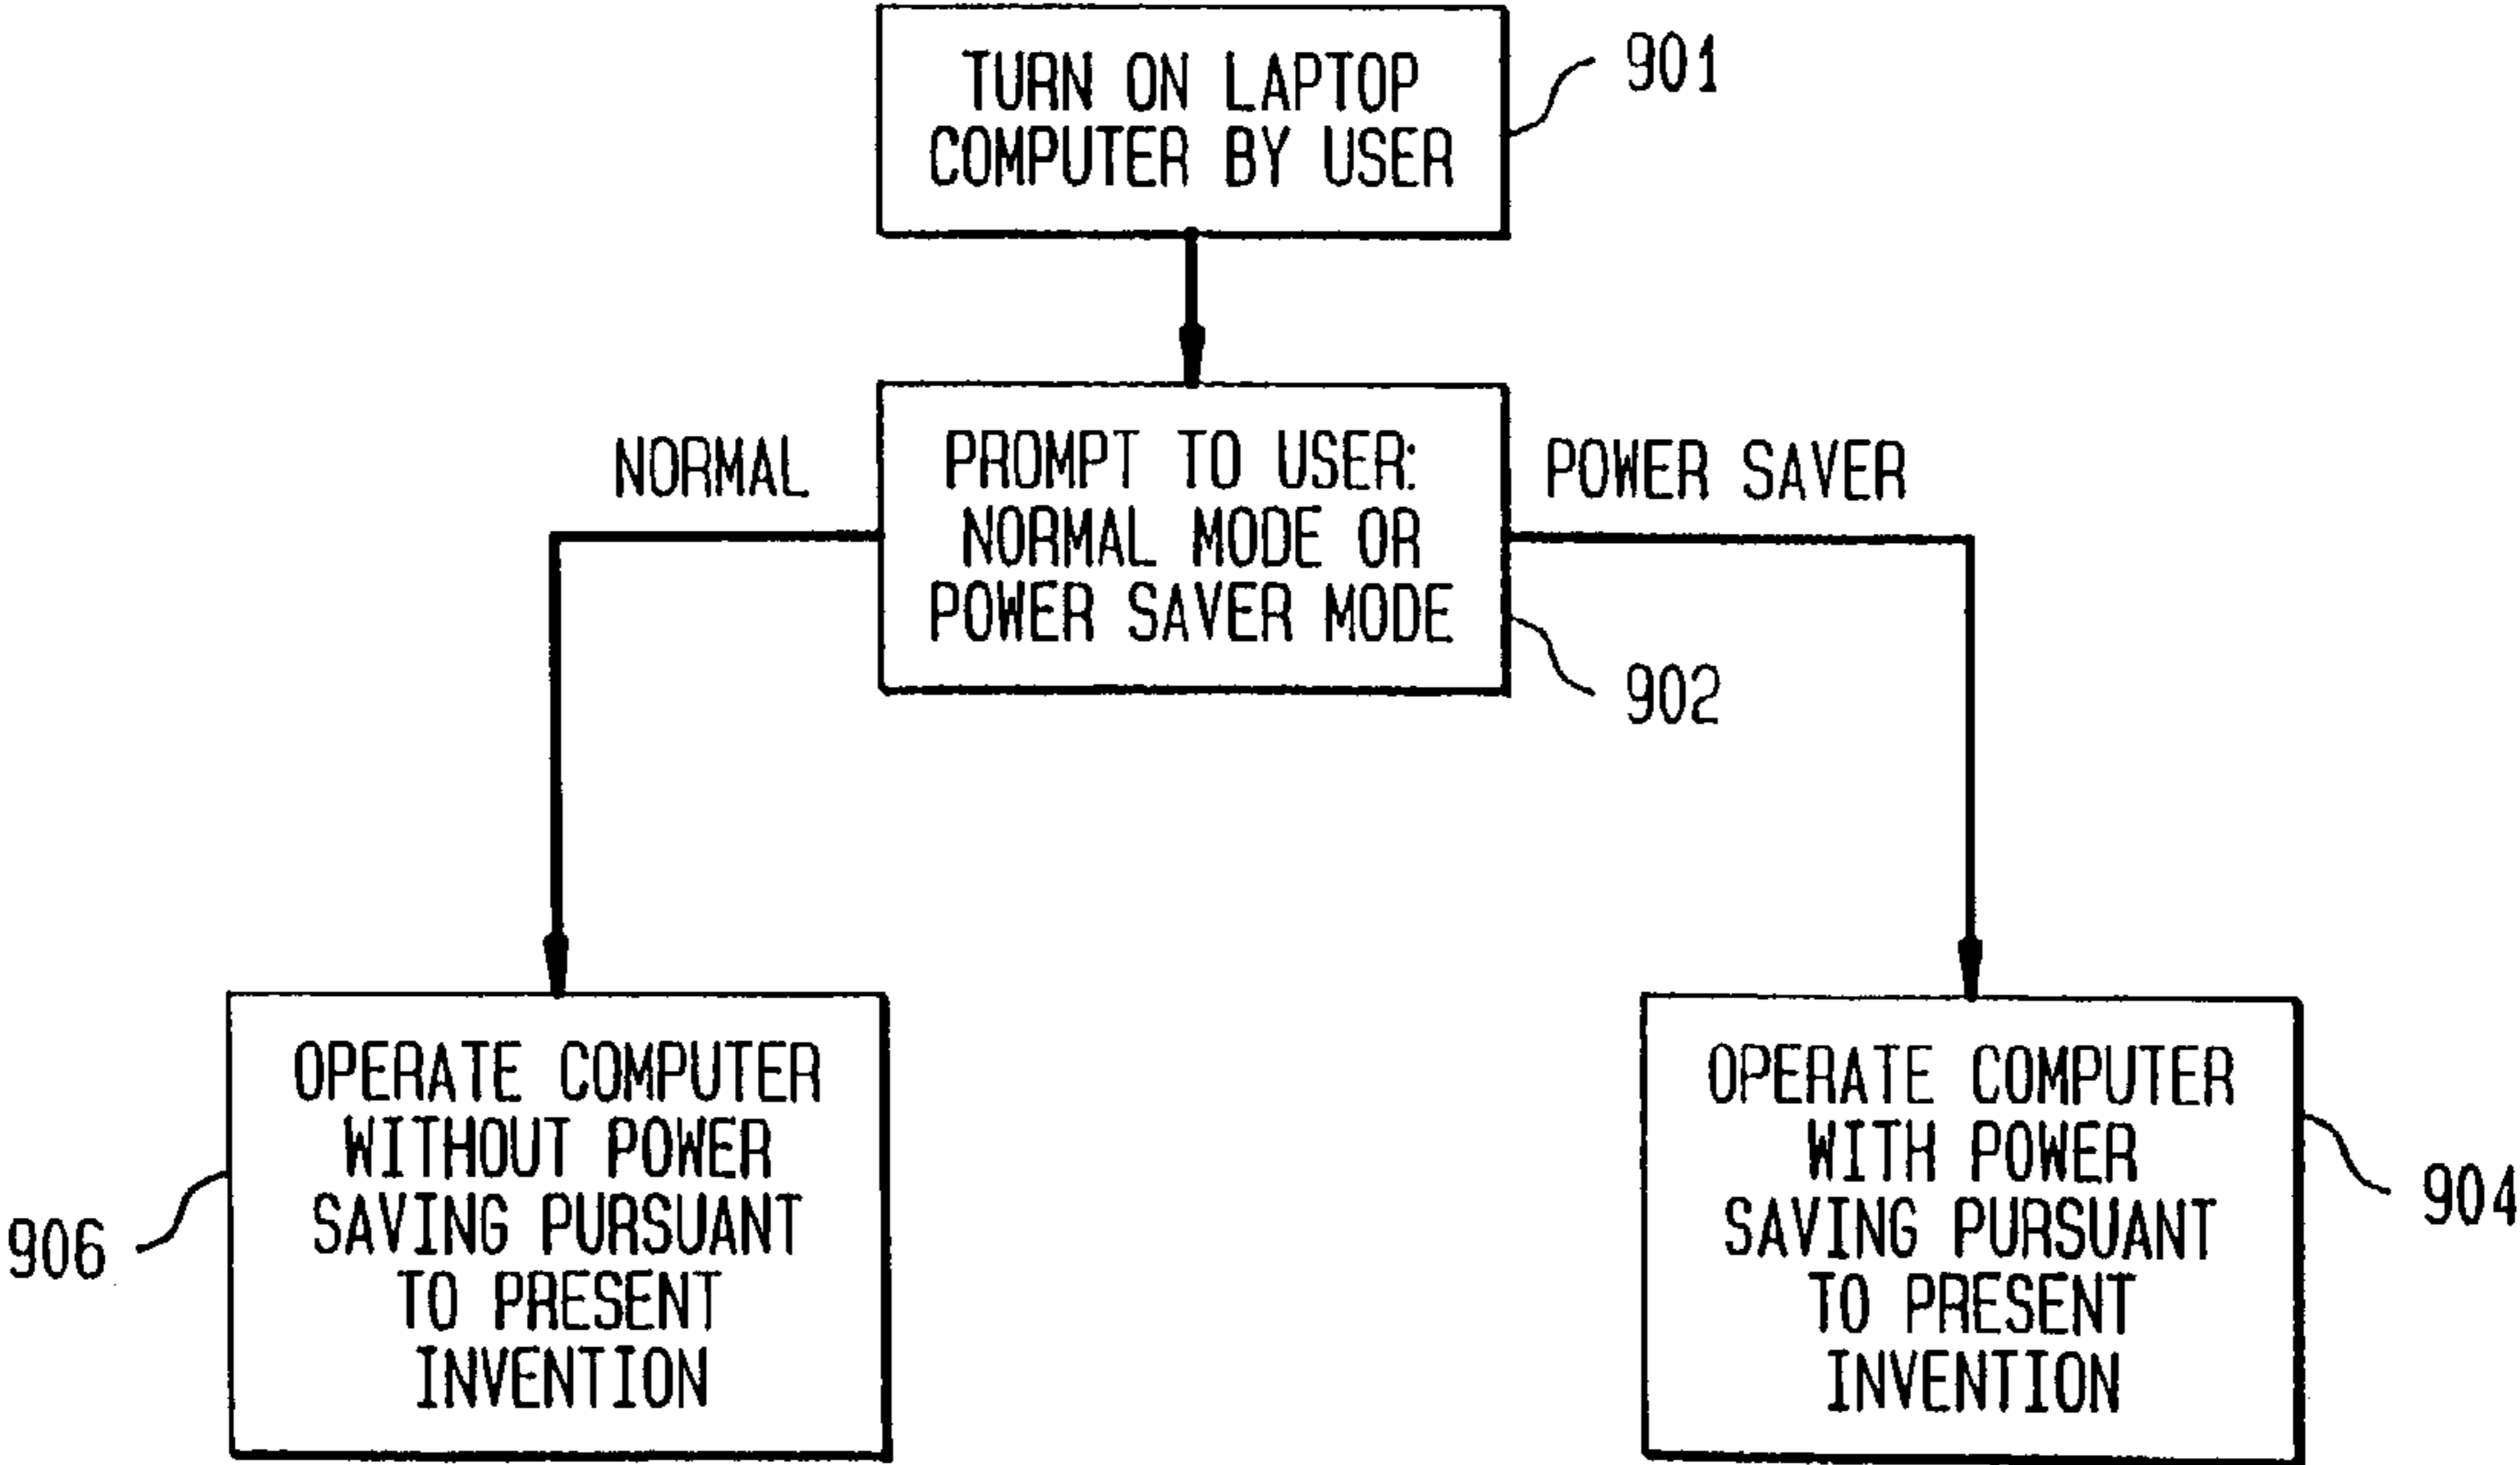 TURN ON LAPTOP
COMPUTER BY USER
901
NORMAL
PROMPT TO USER:
NORMAL MODE OR
POWER SAVER MODE
POWER SAVER
902
OPERATE COMPUTER
WITHOUT POWER
SAVING PURSUANT
TO PRESENT
INVENTION
906
OPERATE COMPUTER
WITH POWER
SAVING PURSUANT
TO PRESENT
INVENTION
904